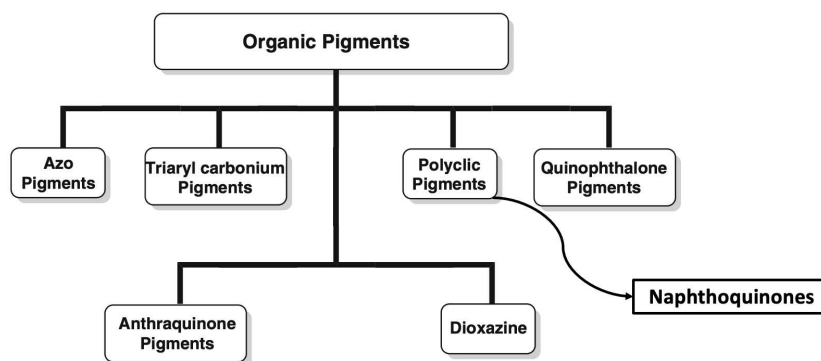 Organic Pigments
Azo
Pigments
Triaryl carbonium
Pigments
Polyclic
Pigments
Quinophthalone
Pigments
Naphthoquinones
Anthraquinone
Pigments
Dioxazine